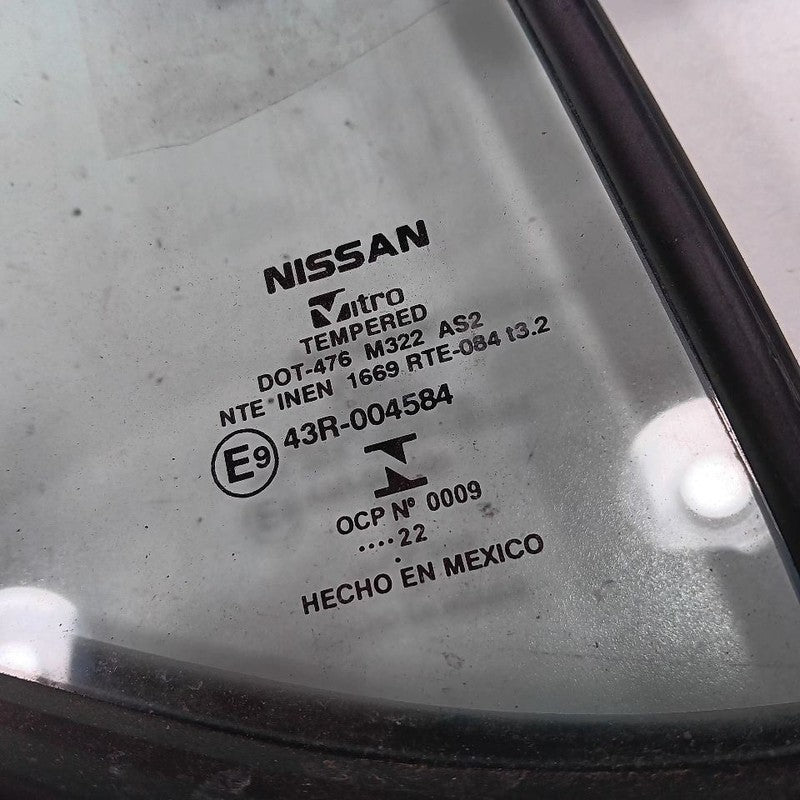 NISSAN
Vitro
TEMPERED
DOT-476 M322 AS2
NTE INEN 1669 RTE-084 t3.2
E9 43R-004584
OCP Nº 0009
....22
.
HECHO EN MEXICO